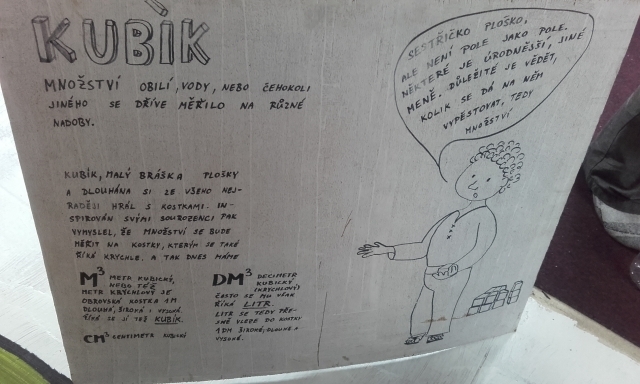 KUBÍK
MNOŽSTVÍ OBILÍ, VODY, NEBO ČEHOKOLI
JINÉHO SE DŘÍVE MĚŘILO NA RŮZNÉ
NÁDOBY.
SESTŘIČKO PLOŠKO,
ALE NENÍ POLE JAKO POLE.
NĚKTERÉ JE ÚRODNĚJŠÍ, JINÉ
MÉNĚ. DŮLEŽITÉ JE VĚDĚT,
KOLIK SE DÁ NA NĚM
VYPĚSTOVAT, TEDY
MNOŽSTVÍ
KUBÍK, MALÝ BRÁŠKA PLOŠKY
A DLOUHÁNA SI ZE VŠEHO NEJ-
RADĚJI HRÁL S KOSTKAMI. IN-
SPIROVÁN SVÝMI SOUROZENCI PAK
VYMYSLEL, ŽE MNOŽSTVÍ SE BUDE
MĚŘIT NA KOSTKY, KTERÝM SE TAKÉ
ŘÍKÁ KRYCHLE. A TAK DNES MÁME
M³ METR KUBICKÝ,
NEBO TÉŽ
METR KRYCHLOVÝ JE
OBROVSKÁ KOSTKA 1M
DLOUHÁ, ŠIROKÁ I VYSOKÁ
ŘÍKÁ SE JÍ TÉŽ KUBÍK.
CM³ CENTIMETR KUBICKÝ
DM³ DECIMETR
KUBICKÝ
(KRYCHLOVÝ)
ČASTO SE MU VŠAK
ŘÍKÁ LITR.
LITR SE TEDY PŘE-
SNĚ VLEZE DO KOSTKY
1DM ŠIROKÉ, DLOUHÉ A
VYSOKÉ.